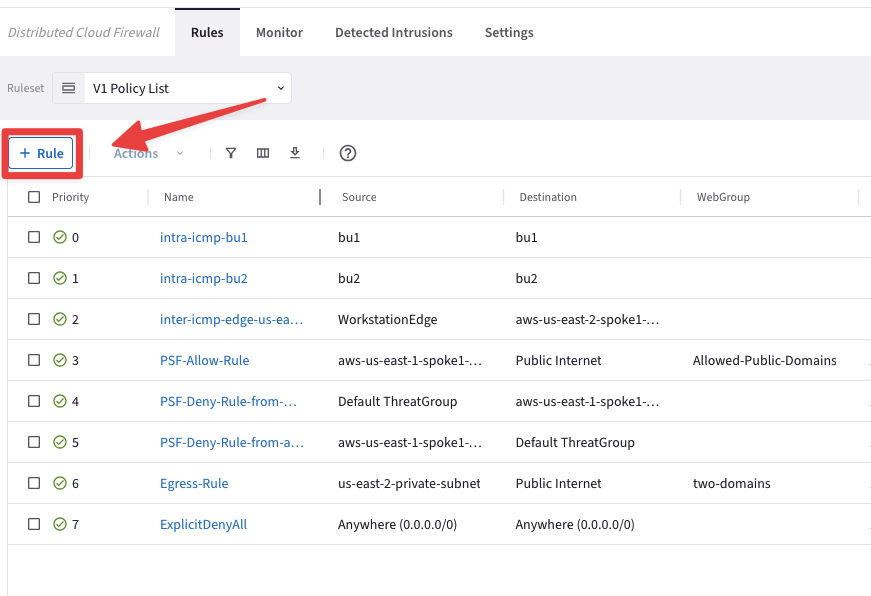 Distributed Cloud Firewall Rules Monitor Detected Intrusions Settings
Ruleset V1 Policy List
+ Rule Actions
Priority Name Source Destination WebGroup
0 intra-icmp-bu1 bu1 bu1
1 intra-icmp-bu2 bu2 bu2
2 inter-icmp-edge-us-ea... WorkstationEdge aws-us-east-2-spoke1-...
3 PSF-Allow-Rule aws-us-east-1-spoke1-... Public Internet Allowed-Public-Domains
4 PSF-Deny-Rule-from-... Default ThreatGroup aws-us-east-1-spoke1-...
5 PSF-Deny-Rule-from-a... aws-us-east-1-spoke1-... Default ThreatGroup
6 Egress-Rule us-east-2-private-subnet Public Internet two-domains
7 ExplicitDenyAll Anywhere (0.0.0.0/0) Anywhere (0.0.0.0/0)